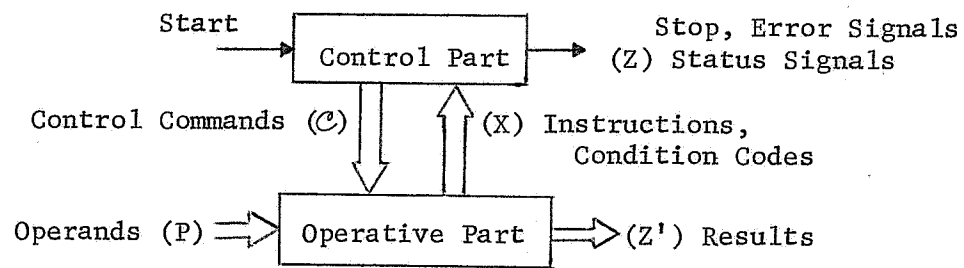 Start
Stop, Error Signals
Control Part
(Z) Status Signals
Control Commands (C)
(X) Instructions,
Condition Codes
Operands (P)
Operative Part
(Z') Results